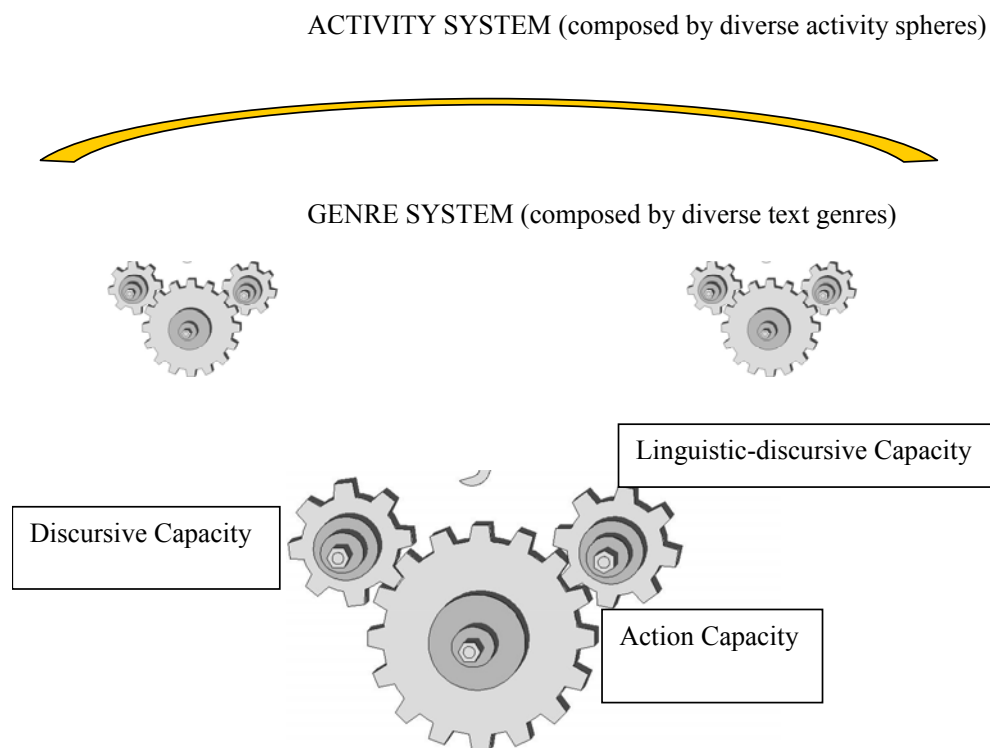 ACTIVITY SYSTEM (composed by diverse activity spheres)
GENRE SYSTEM (composed by diverse text genres)
Linguistic-discursive Capacity
Discursive Capacity
Action Capacity